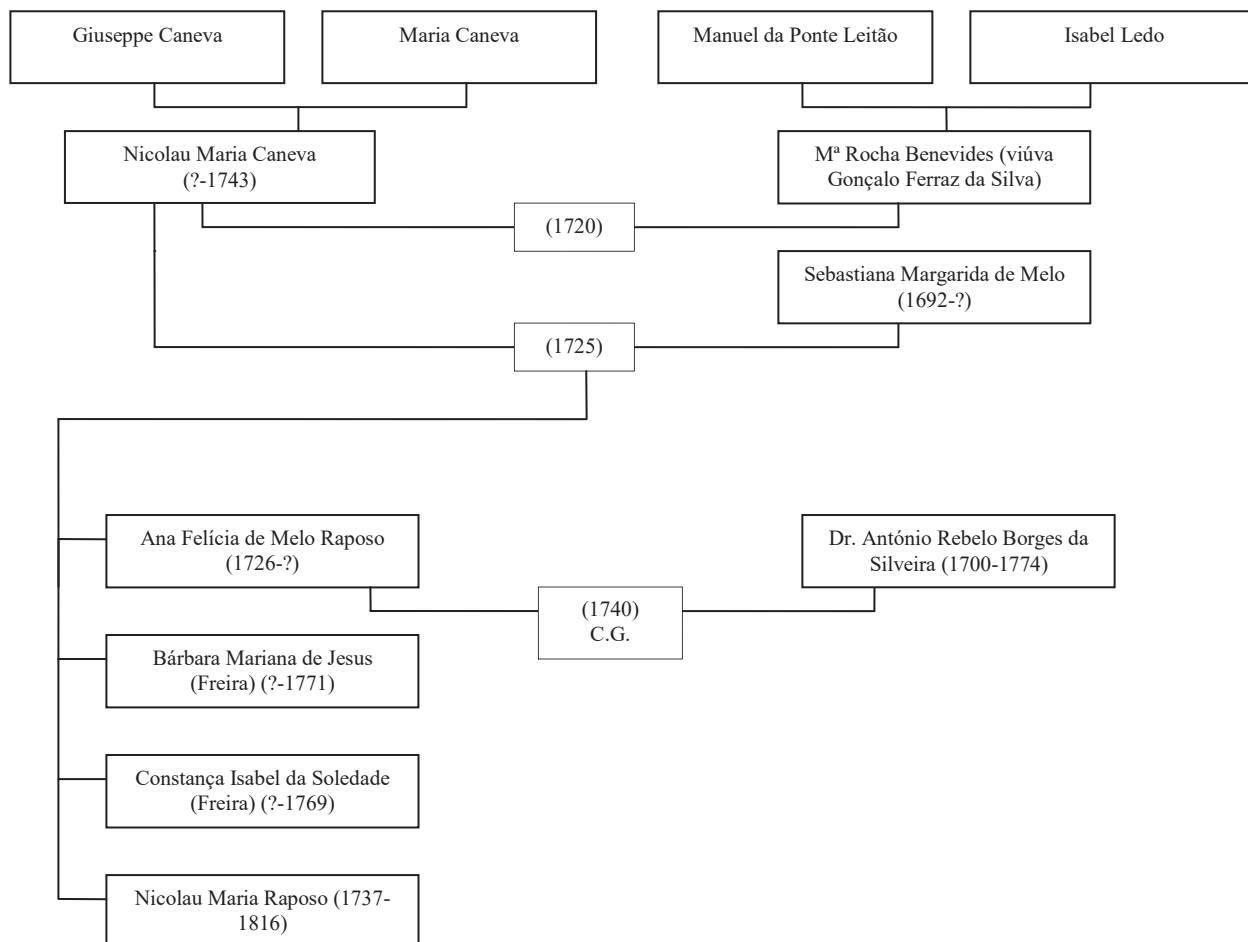 Giuseppe Caneva
Maria Caneva
Manuel da Ponte Leitão
Isabel Ledo
Nicolau Maria Caneva
(?-1743)
Mª Rocha Benevides (viúva
Gonçalo Ferraz da Silva)
(1720)
Sebastiana Margarida de Melo
(1692-?)
(1725)
Ana Felícia de Melo Raposo
(1726-?)
Dr. António Rebelo Borges da
Silveira (1700-1774)
(1740)
C.G.
Bárbara Mariana de Jesus
(Freira) (?-1771)
Constança Isabel da Soledade
(Freira) (?-1769)
Nicolau Maria Raposo (1737-
1816)